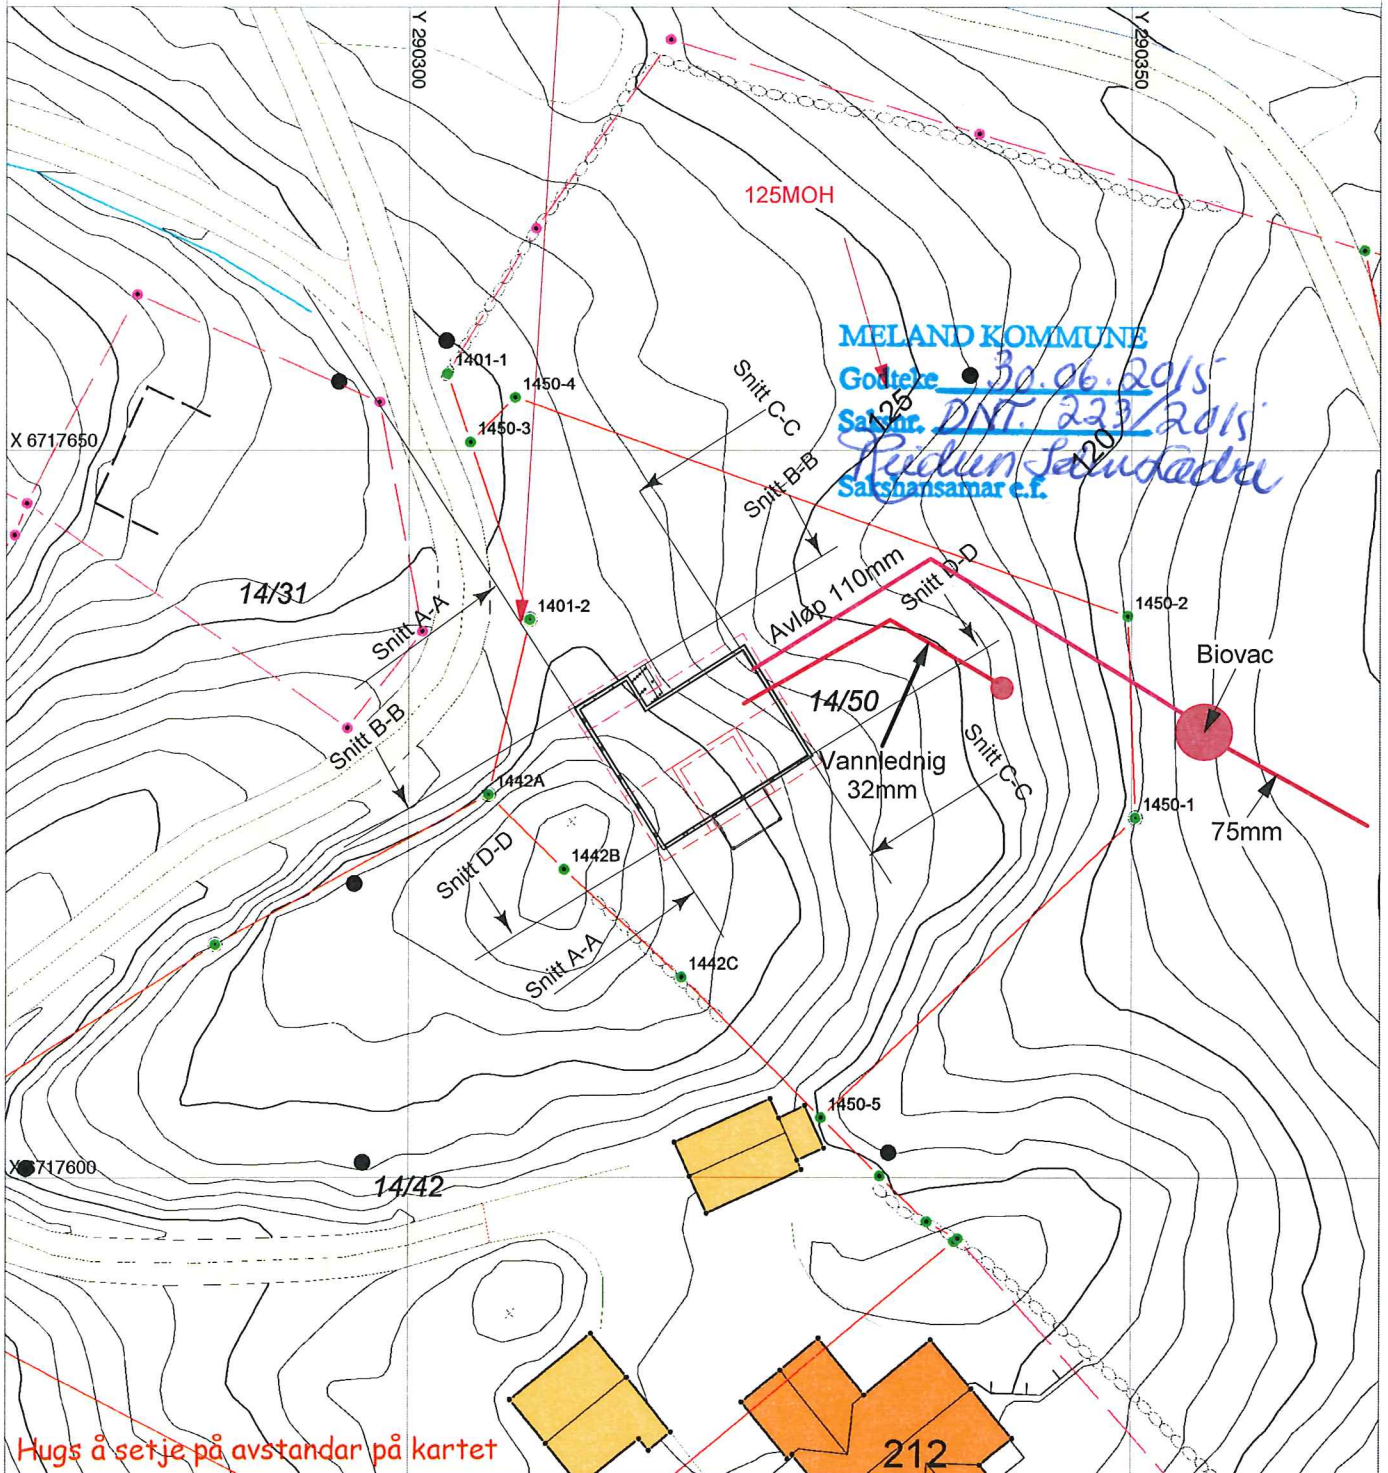 Y 290300
Y 290350
125MOH
MELAND KOMMUNE
Godteke 30.06.2015
Saksnr. DNT. 223/2015
Sakshansamar e.f.
125
120
1401-1
1450-4
1450-3
X 6717650
Snitt C-C
Snitt B-B
14/31
1401-2
Snitt A-A
Avløp 110mm
Snitt D-D
1450-2
Biovac
14/50
Snitt B-B
Vannlednig
32mm
Snitt C-C
1442A
1450-1
75mm
1442B
Snitt D-D
Snitt A-A
1442C
1450-5
X 6717600
14/42
212
Hugs å setje på avstandar på kartet